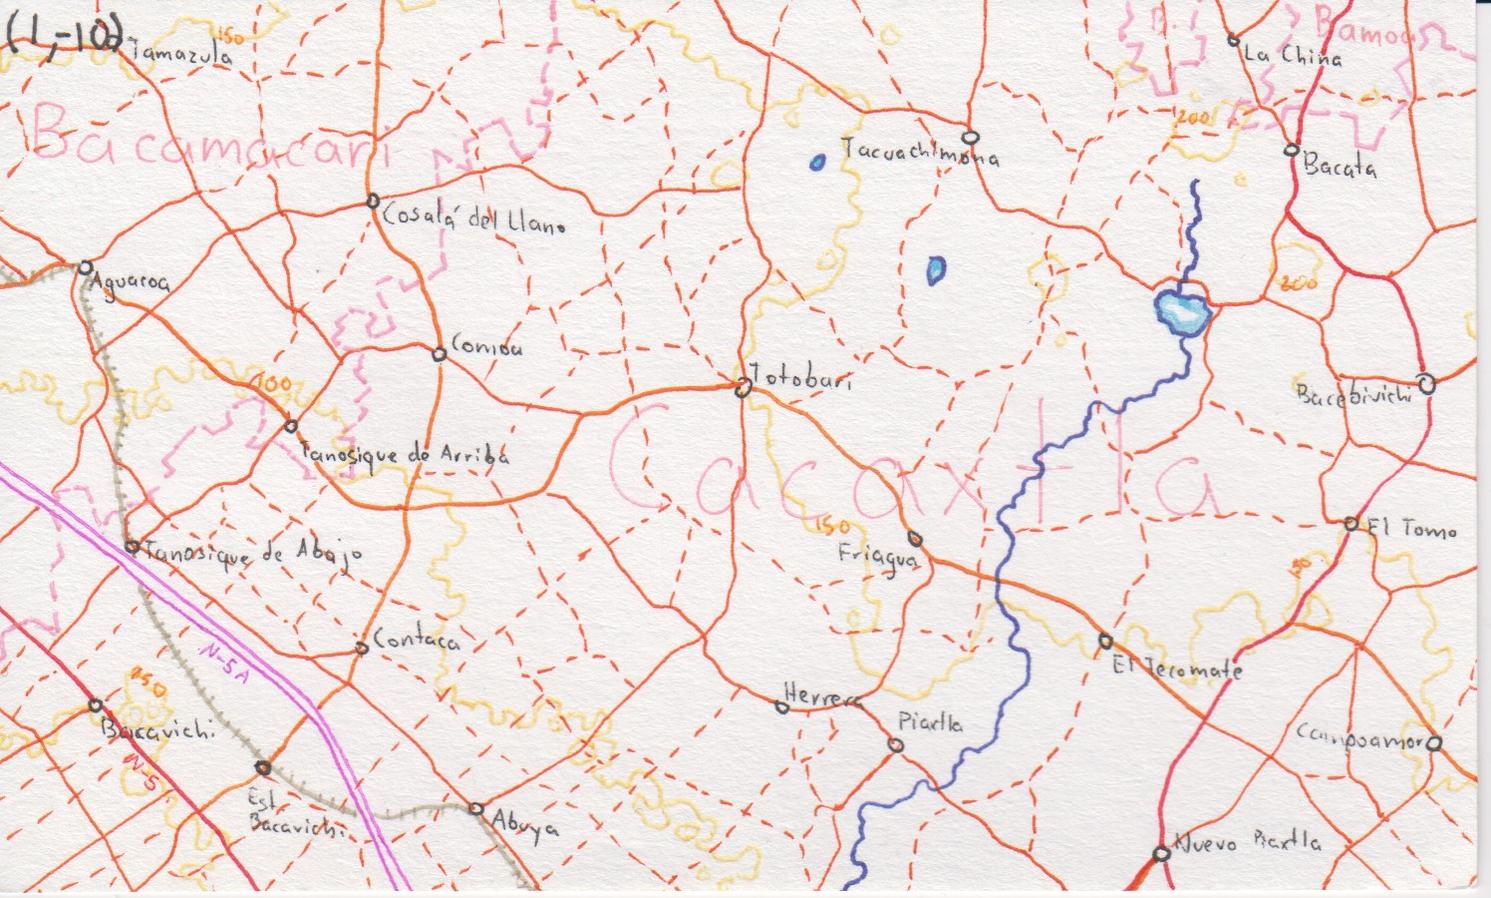 (1,-10)
Tamazula
150
B.
Bamoa
La China
200
Bacamacari
Tacuachimona
Bacata
Cosalá del Llano
Aguaroa
200
Comoa
100
Totobari
Bacebivichi
Tanosique de Arriba
Cacaxtla
150
El Tomo
Friagua
Tanosique de Abajo
50
Contaca
N-5A
El Tecomate
150
Herrera
Piaxtla
Bacavichi
Campoamor
N-5
Est.
Bacavichi
Abuya
Nuevo Piaxtla